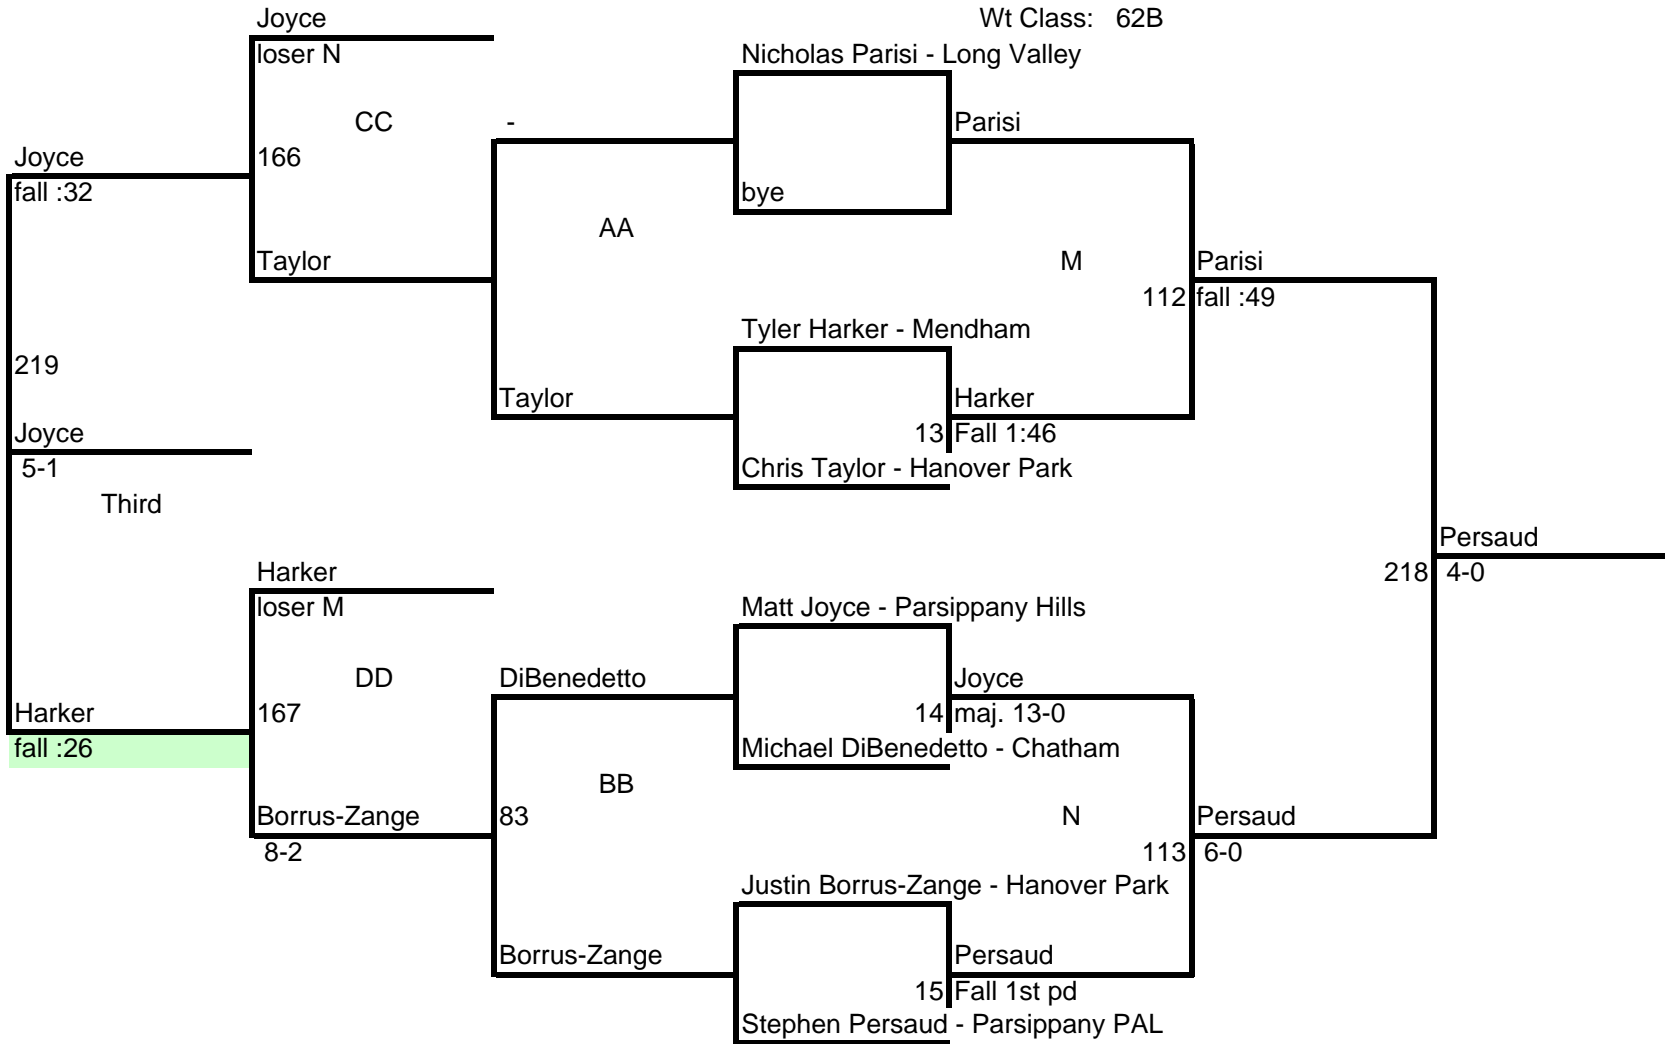 Joyce
Wt Class: 62B
loser N
Nicholas Parisi - Long Valley
CC
-
Parisi
Joyce
166
fall :32
bye
AA
Taylor
M
Parisi
112
fall :49
Tyler Harker - Mendham
219
Taylor
Harker
Joyce
13
Fall 1:46
5-1
Chris Taylor - Hanover Park
Third
Persaud
Harker
218
4-0
loser M
Matt Joyce - Parsippany Hills
DD
DiBenedetto
Joyce
Harker
167
14
maj. 13-0
fall :26
Michael DiBenedetto - Chatham
BB
Borrus-Zange
83
N
Persaud
8-2
113
6-0
Justin Borrus-Zange - Hanover Park
Borrus-Zange
Persaud
15
Fall 1st pd
Stephen Persaud - Parsippany PAL